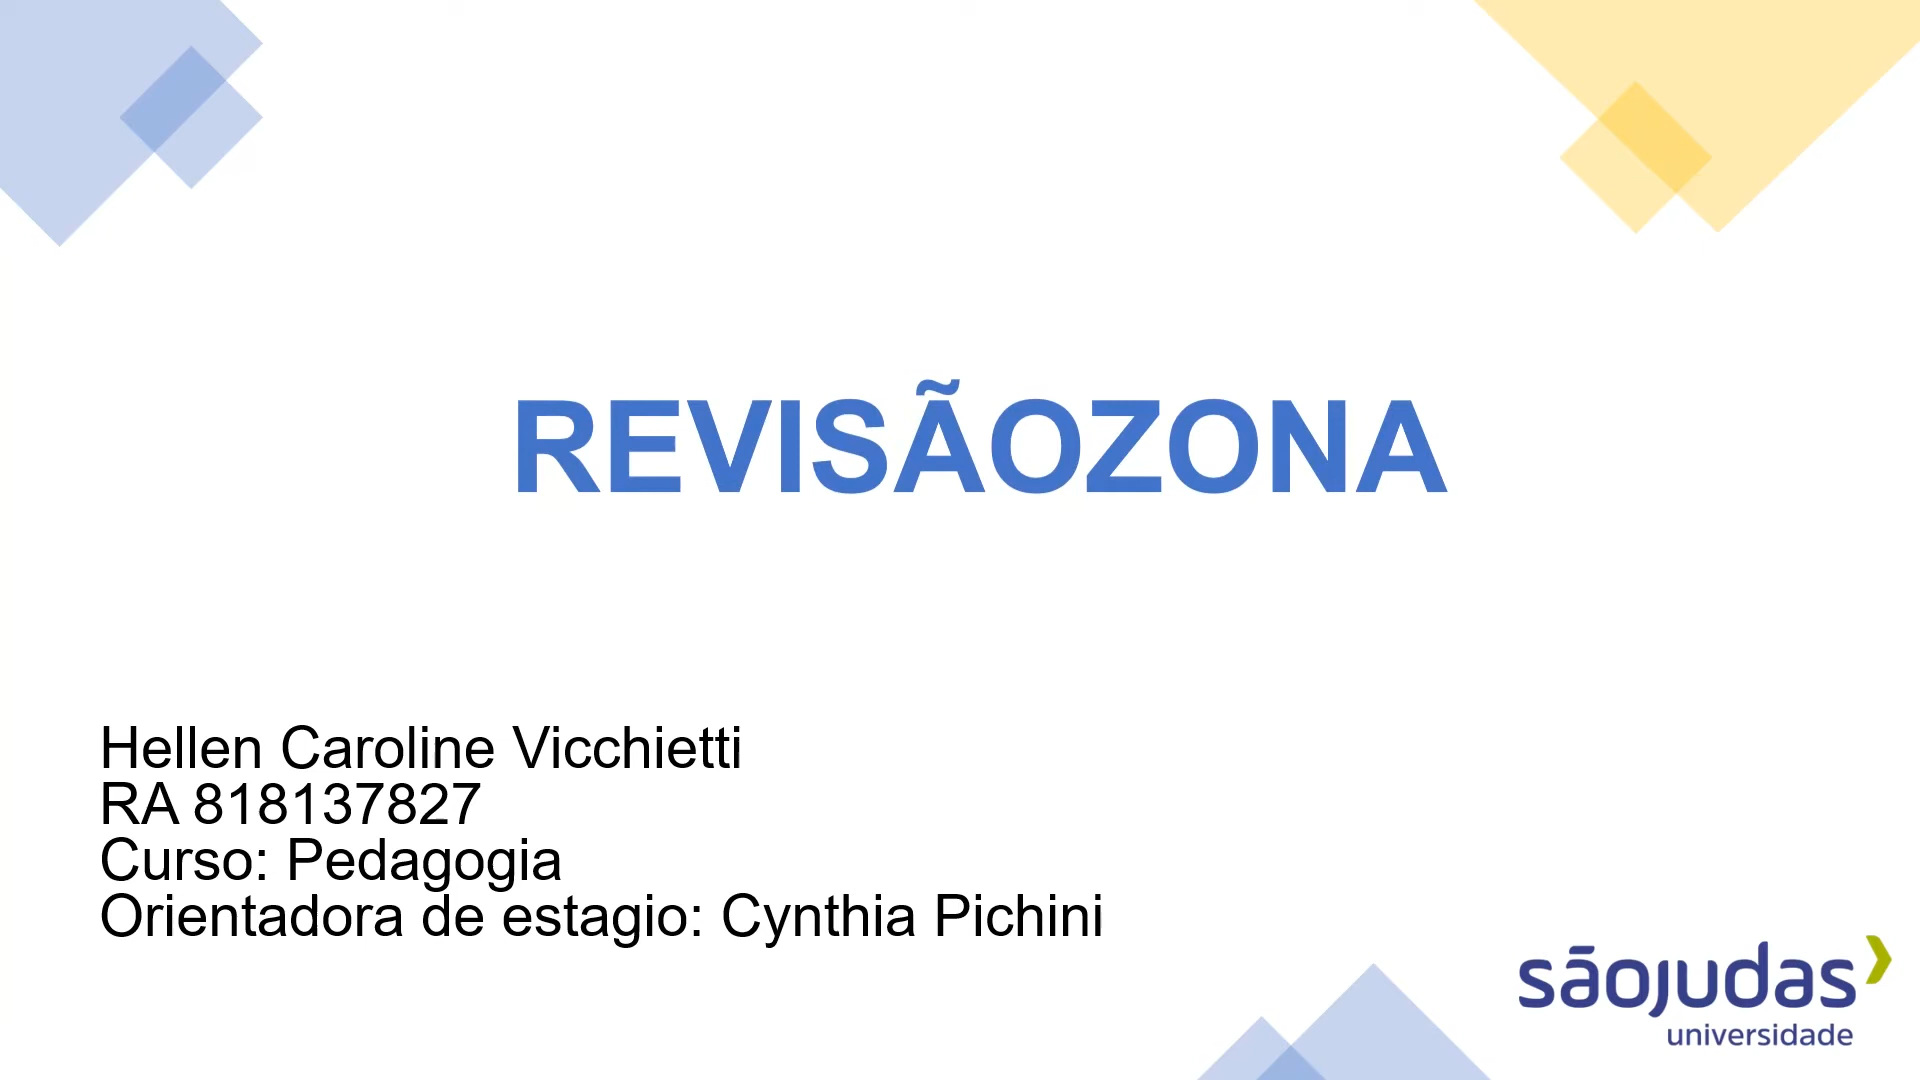 REVISÃOZONA
Hellen Caroline Vicchietti
RA 818137827
Curso: Pedagogia
Orientadora de estagio: Cynthia Pichini
sãojudas
universidade